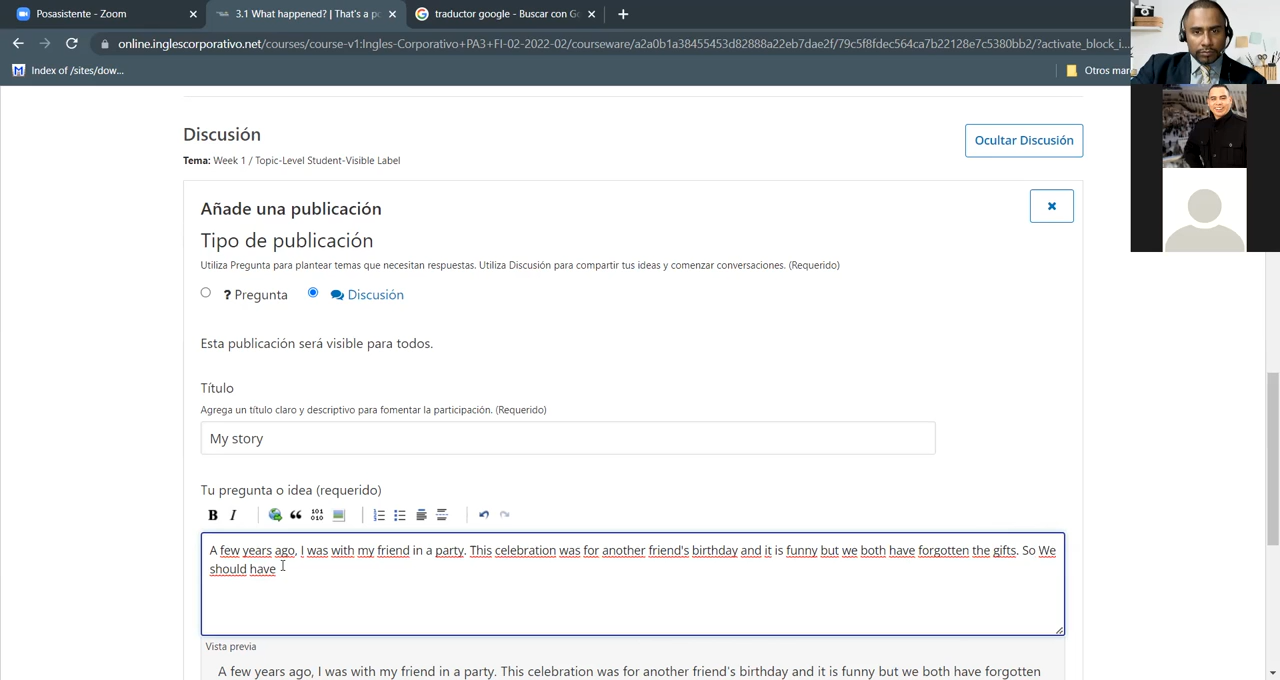 Posasistente - Zoom
3.1 What happened? | That's a po
traductor google - Buscar con Go
online.inglescorporativo.net/courses/course-v1:Ingles-Corporativo+PA3+FI-02-2022-02/courseware/a2a0b1a38455453d82888a22eb7dae2f/79c5f8fdec564ca7b22128e7c5380bb2/?activate_block_i...
Index of /sites/dow...
Otros mar
Discusión
Ocultar Discusión
Tema: Week 1 / Topic-Level Student-Visible Label
Añade una publicación
Tipo de publicación
Utiliza Pregunta para plantear temas que necesitan respuestas. Utiliza Discusión para compartir tus ideas y comenzar conversaciones. (Requerido)
? Pregunta
Discusión
Esta publicación será visible para todos.
Título
Agrega un título claro y descriptivo para fomentar la participación. (Requerido)
My story
Tu pregunta o idea (requerido)
B I
101
010
A few years ago, I was with my friend in a party. This celebration was for another friend's birthday and it is funny but we both have forgotten the gifts. So We
should have
Vista previa
A few years ago, I was with my friend in a party. This celebration was for another friend's birthday and it is funny but we both have forgotten